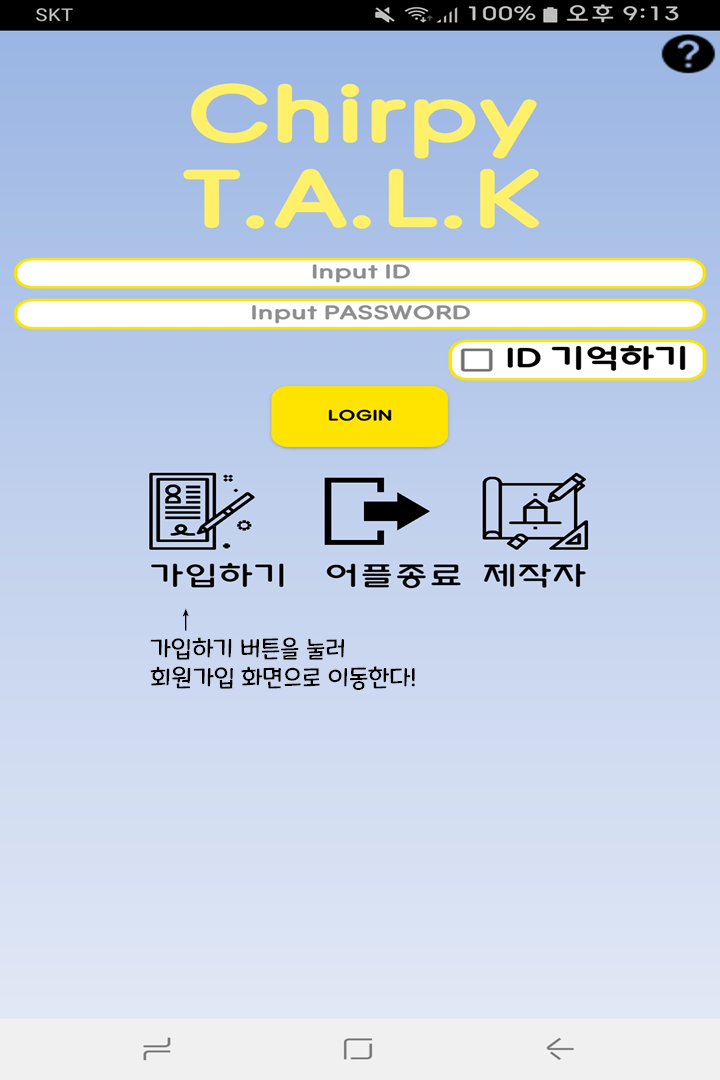 SKT 100% 오후 9:13
?
Chirpy
T.A.L.K
Input ID
Input PASSWORD
ID 기억하기
LOGIN
가입하기 어플종료 제작자
가입하기 버튼을 눌러
회원가입 화면으로 이동한다!